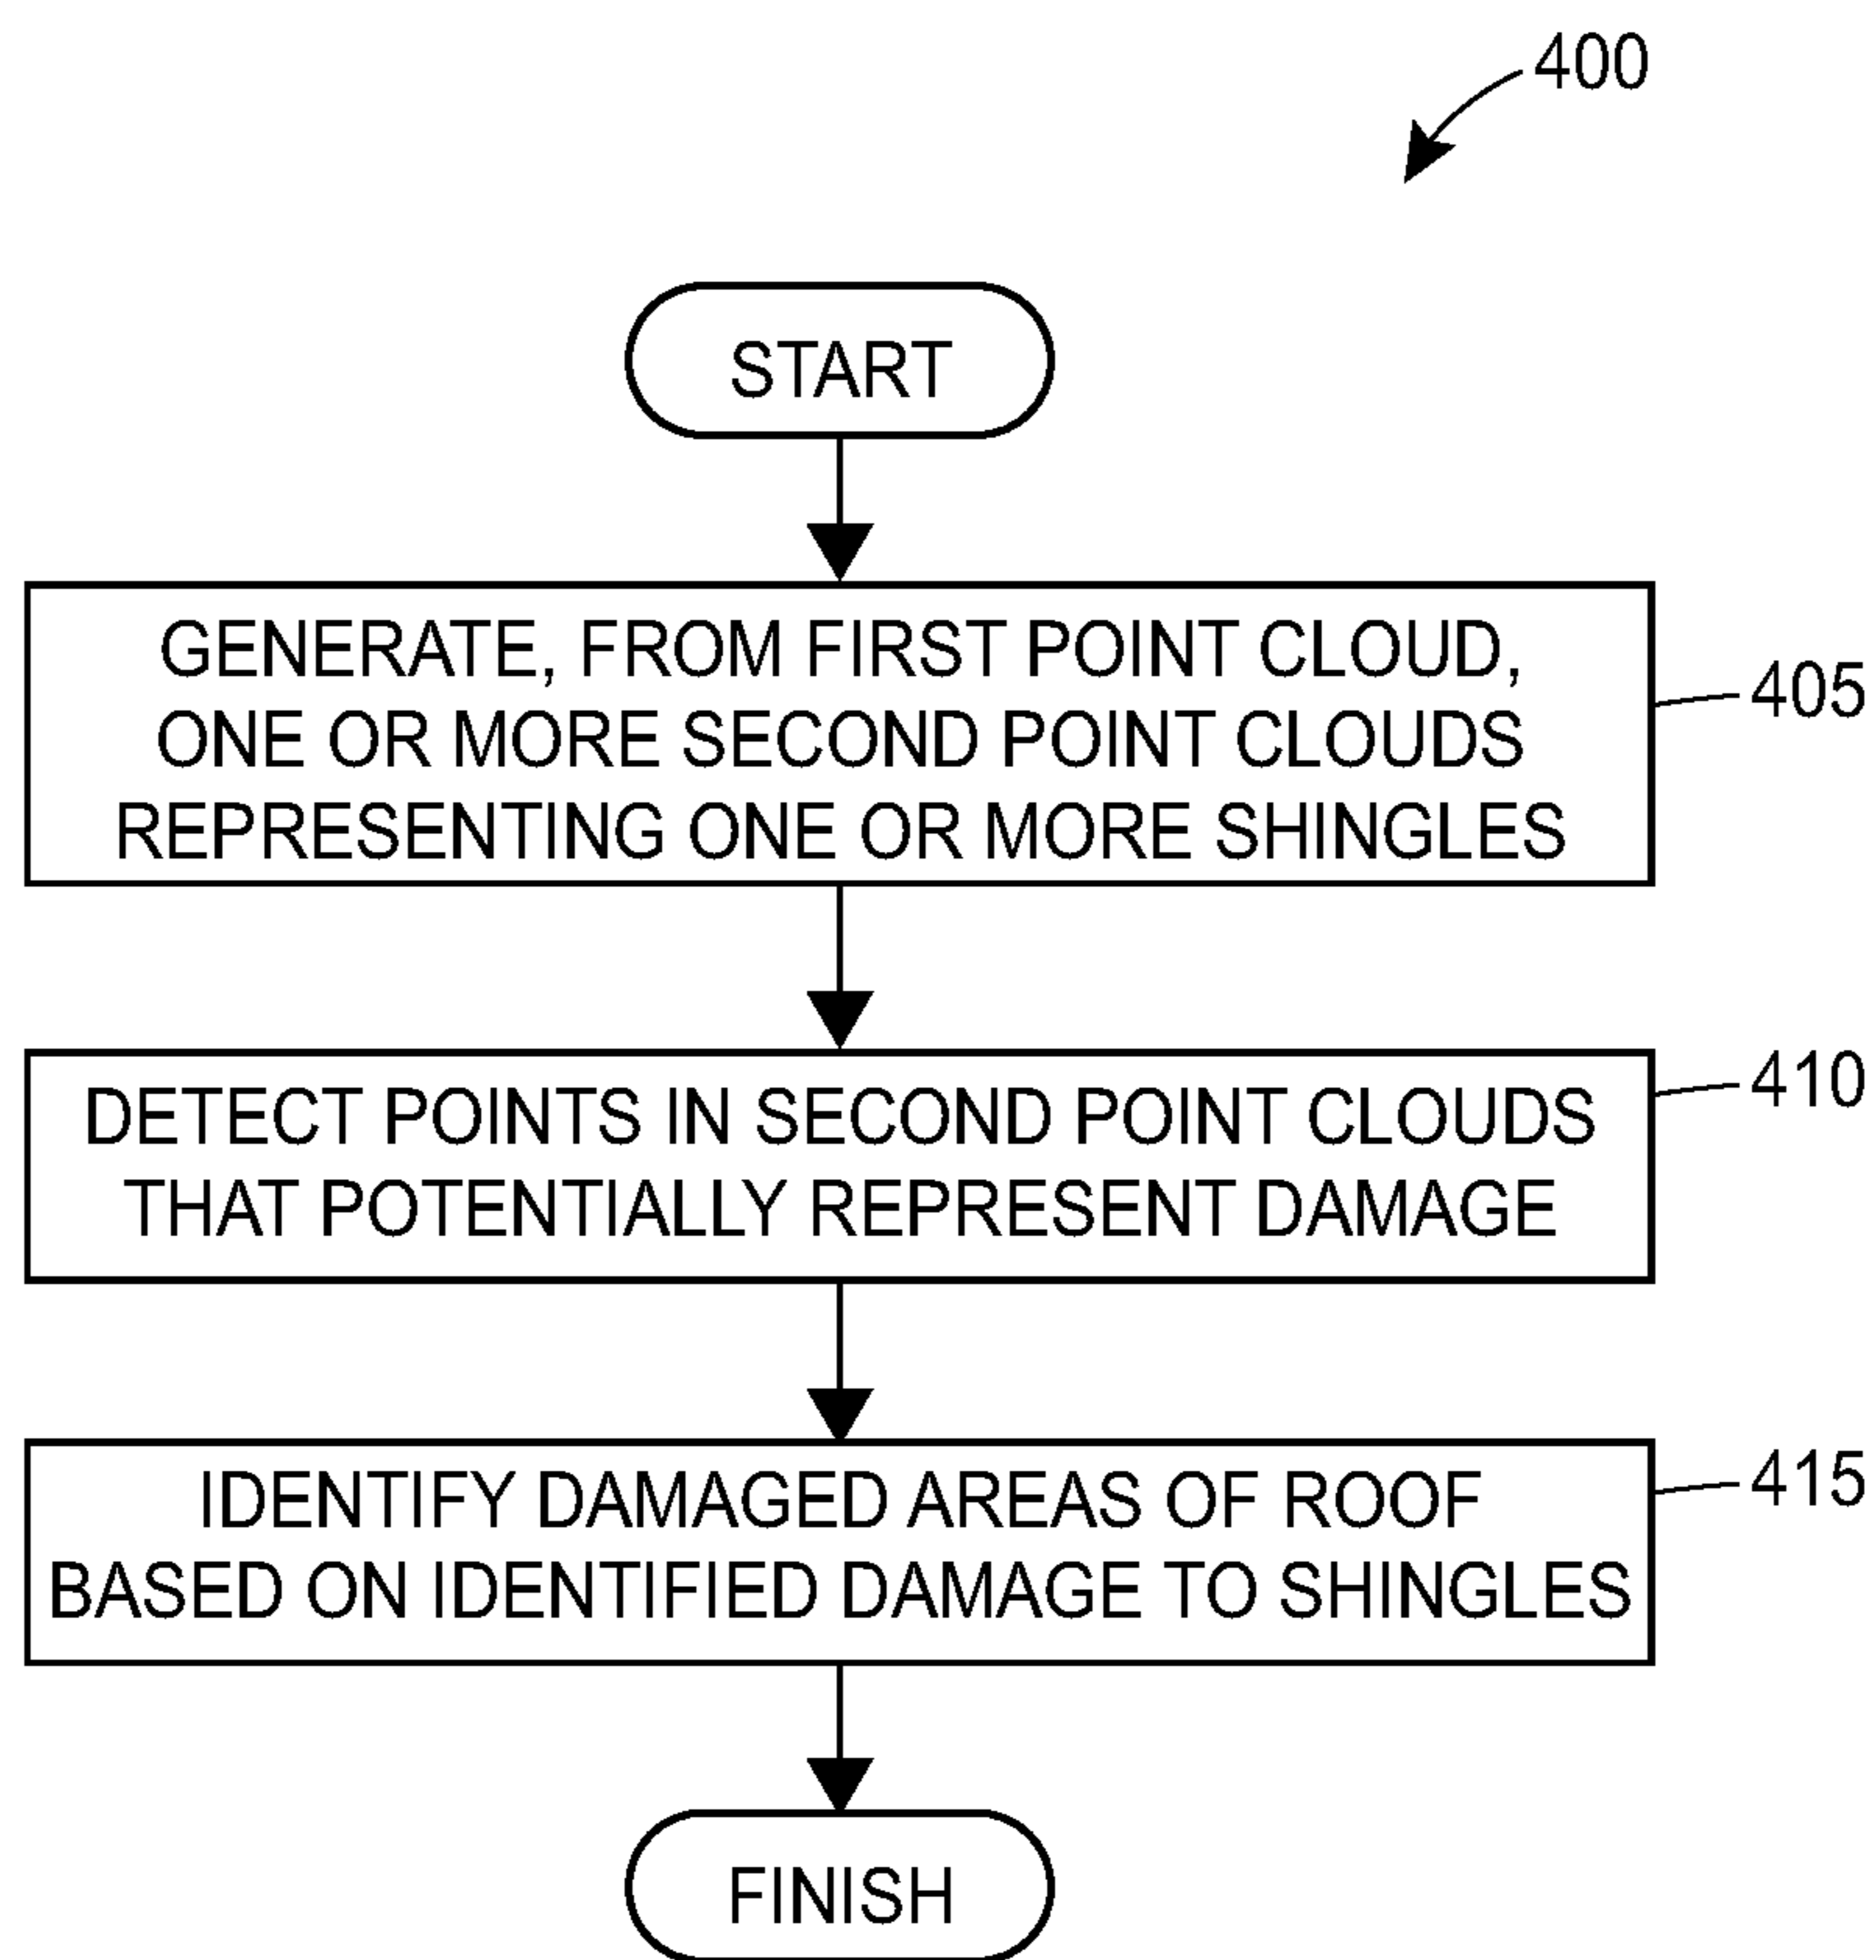 400
START
GENERATE, FROM FIRST POINT CLOUD,
ONE OR MORE SECOND POINT CLOUDS
REPRESENTING ONE OR MORE SHINGLES
405
DETECT POINTS IN SECOND POINT CLOUDS
THAT POTENTIALLY REPRESENT DAMAGE
410
IDENTIFY DAMAGED AREAS OF ROOF
BASED ON IDENTIFIED DAMAGE TO SHINGLES
415
FINISH